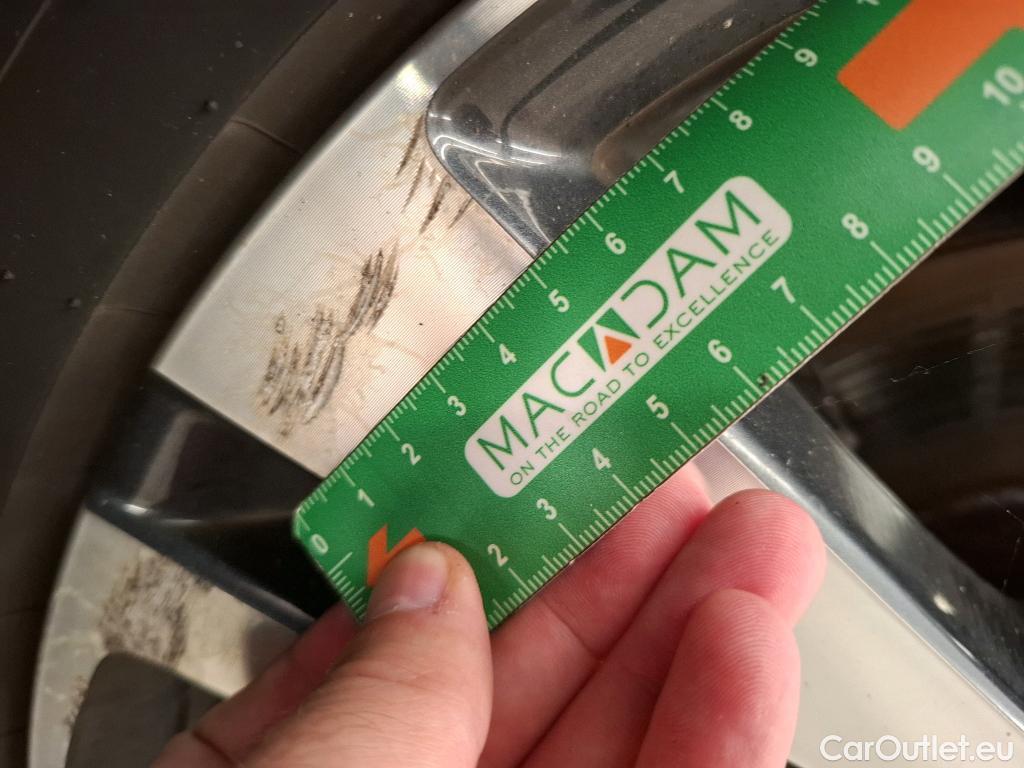 0 1 2 3 4 5 6 7 8 9
MACADAM
ON THE ROAD TO EXCELLENCE
2 3 4 5 6 7 8 9 10
CarOutlet.eu